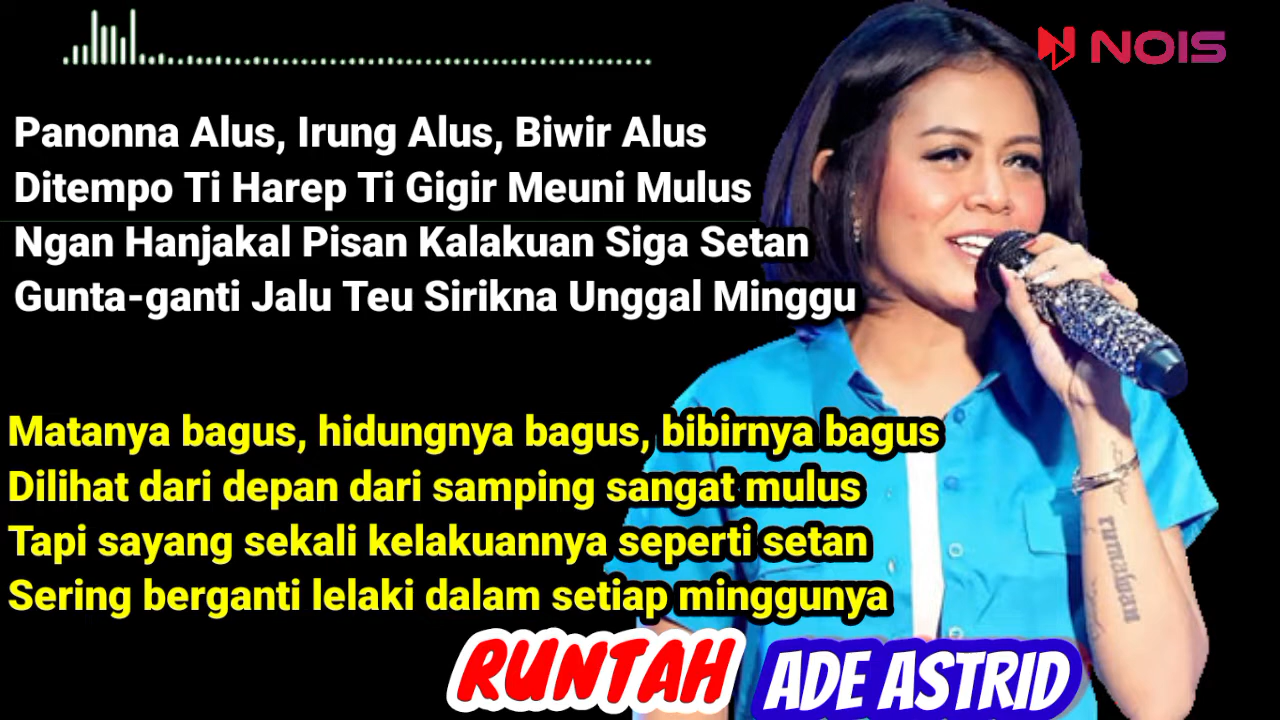 NOIS
Panonna Alus, Irung Alus, Biwir Alus
Ditempo Ti Harep Ti Gigir Meuni Mulus
Ngan Hanjakal Pisan Kalakuan Siga Setan
Gunta-ganti Jalu Teu Sirikna Unggal Minggu
Matanya bagus, hidungnya bagus, bibirnya bagus
Dilihat dari depan dari samping sangat mulus
Tapi sayang sekali kelakuannya seperti setan
Sering berganti lelaki dalam setiap minggunya
RUNTAH ADE ASTRID